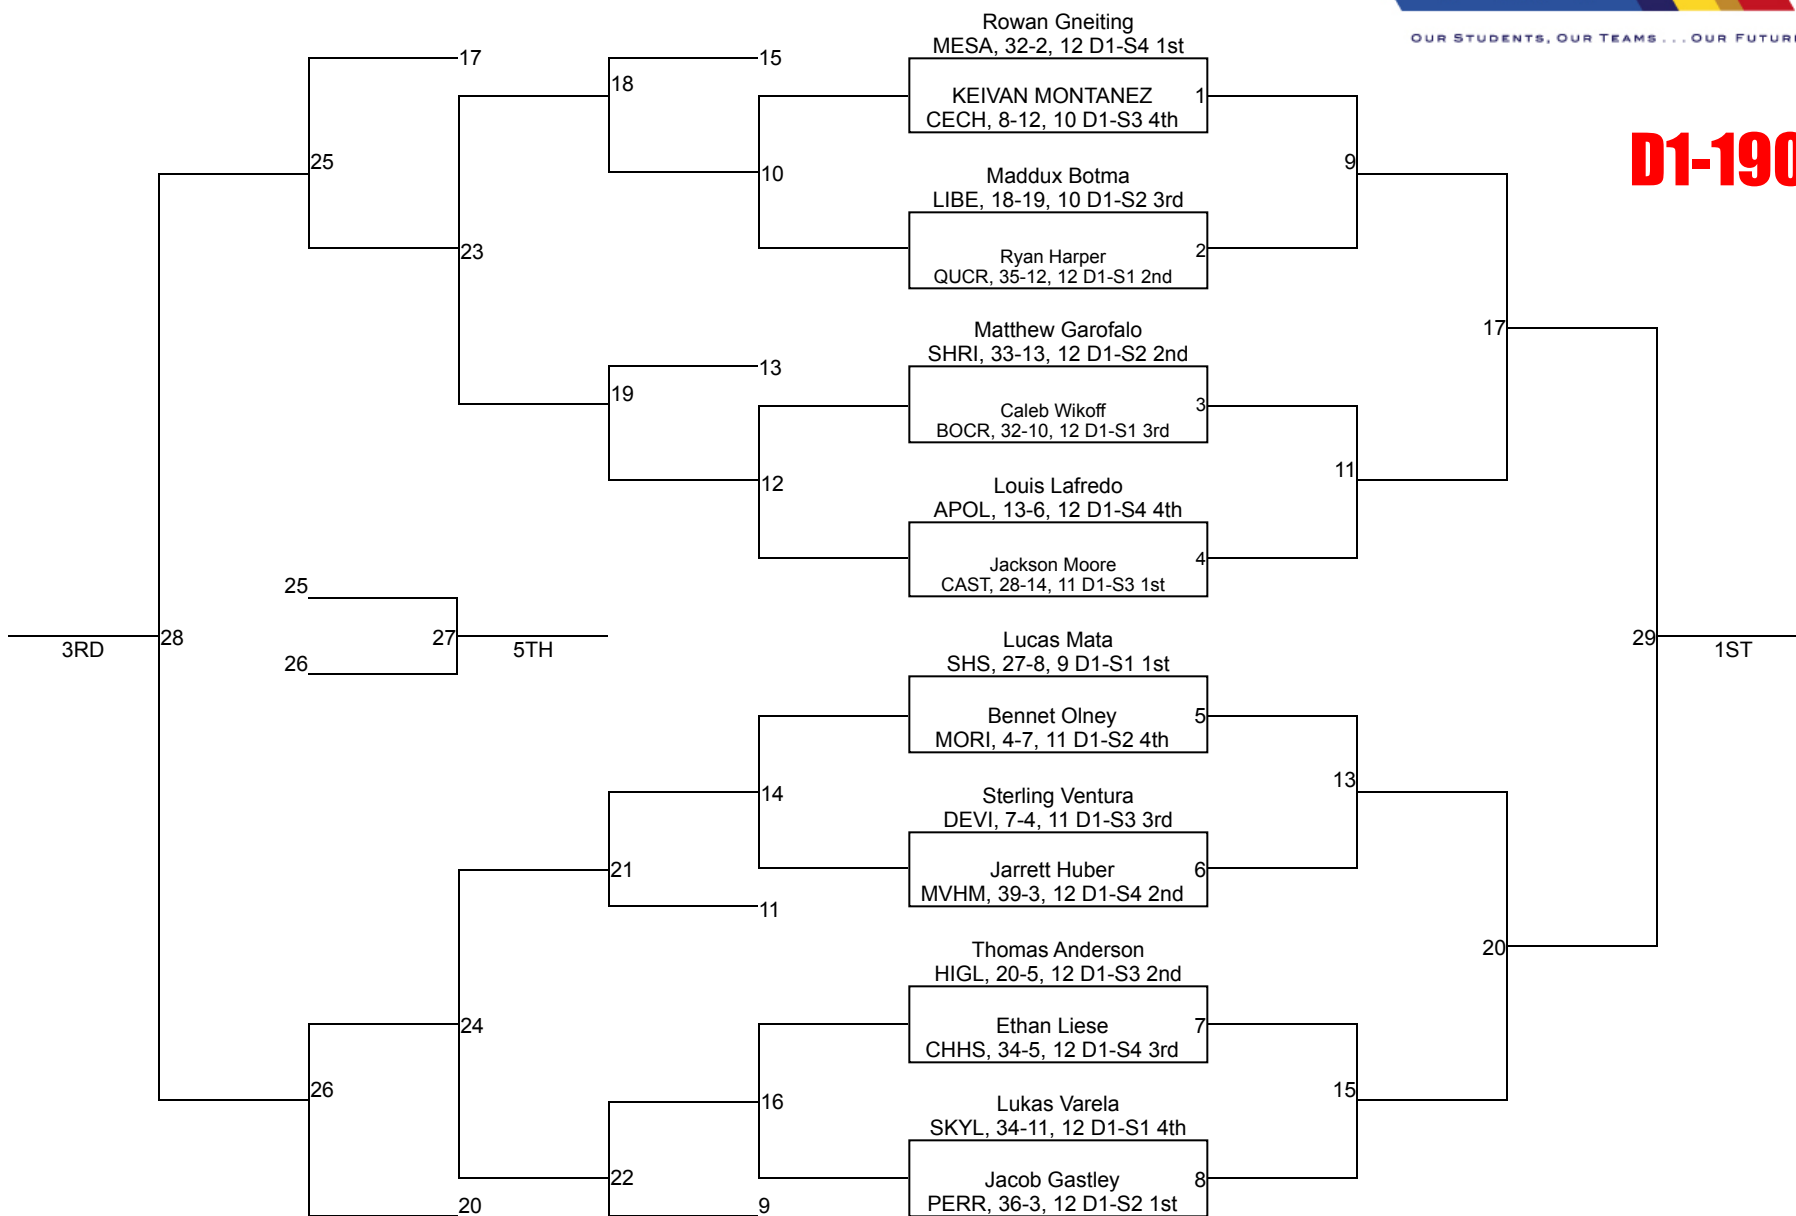 OUR STUDENTS, OUR TEAMS...OUR FUTURE
D1-190
Rowan Gneiting
MESA, 32-2, 12 D1-S4 1st
KEIVAN MONTANEZ
CECH, 8-12, 10 D1-S3 4th
1
Maddux Botma
LIBE, 18-19, 10 D1-S2 3rd
Ryan Harper
QUCR, 35-12, 12 D1-S1 2nd
2
Matthew Garofalo
SHRI, 33-13, 12 D1-S2 2nd
Caleb Wikoff
BOCR, 32-10, 12 D1-S1 3rd
3
Louis Lafredo
APOL, 13-6, 12 D1-S4 4th
Jackson Moore
CAST, 28-14, 11 D1-S3 1st
4
Lucas Mata
SHS, 27-8, 9 D1-S1 1st
Bennet Olney
MORI, 4-7, 11 D1-S2 4th
5
Sterling Ventura
DEVI, 7-4, 11 D1-S3 3rd
Jarrett Huber
MVHM, 39-3, 12 D1-S4 2nd
6
Thomas Anderson
HIGL, 20-5, 12 D1-S3 2nd
Ethan Liese
CHHS, 34-5, 12 D1-S4 3rd
7
Lukas Varela
SKYL, 34-11, 12 D1-S1 4th
Jacob Gastley
PERR, 36-3, 12 D1-S2 1st
8
9
11
13
15
17
20
29
1ST
15
10
13
12
14
11
16
9
18
19
21
22
17
23
24
20
25
26
25
26
27
5TH
28
3RD